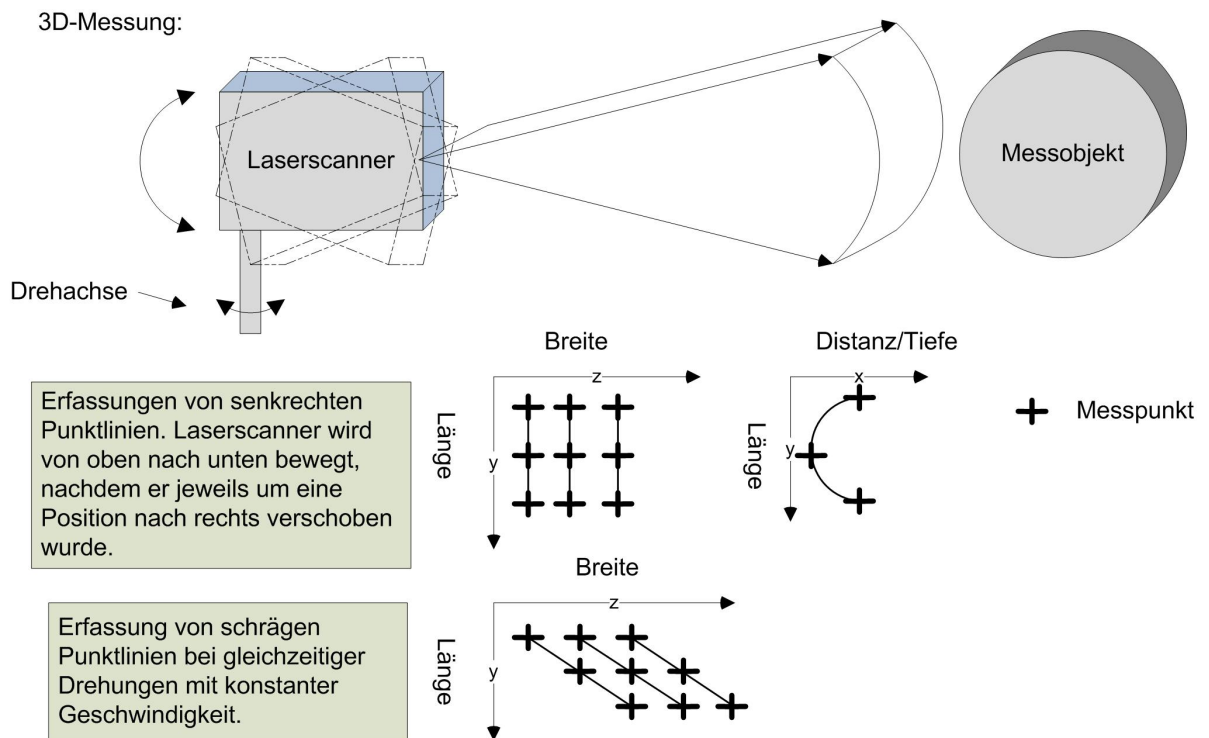 3D-Messung:
Laserscanner
Messobjekt
Drehachse
Erfassungen von senkrechten
Punktlinien. Laserscanner wird
von oben nach unten bewegt,
nachdem er jeweils um eine
Position nach rechts verschoben
wurde.
Breite
z
Länge
y
Distanz/Tiefe
x
Länge
y
Messpunkt
Erfassung von schrägen
Punktlinien bei gleichzeitiger
Drehungen mit konstanter
Geschwindigkeit.
Breite
z
Länge
y